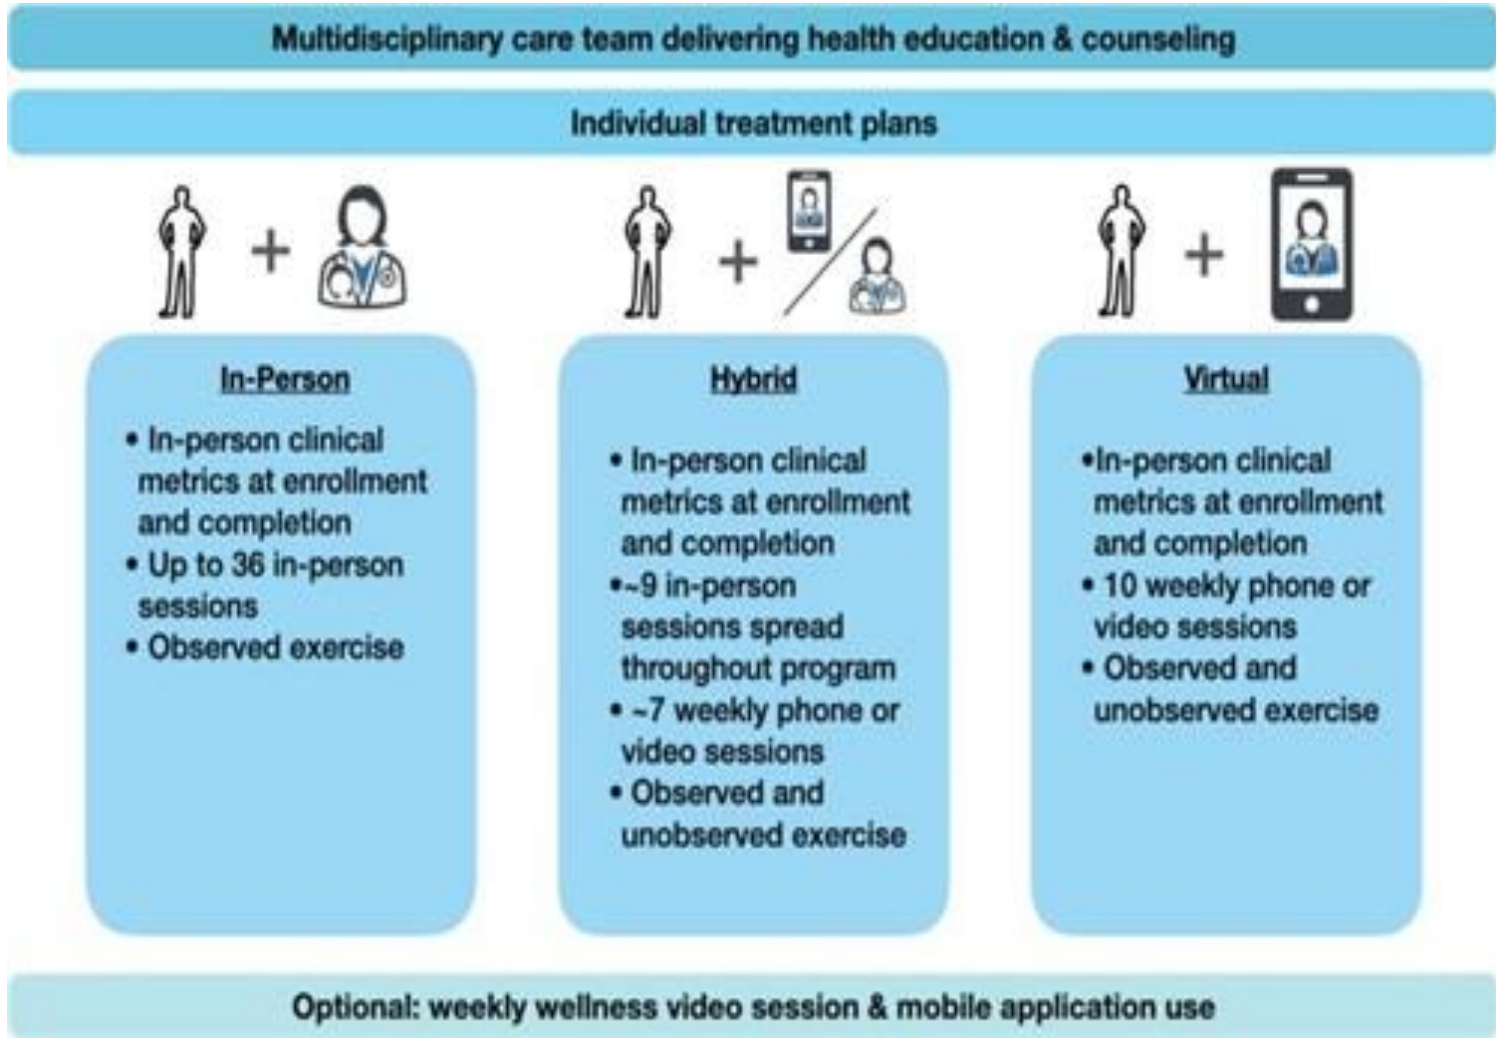 Multidisciplinary care team delivering health education & counseling
Individual treatment plans
In-Person
• In-person clinical
metrics at enrollment
and completion
• Up to 36 in-person
sessions
• Observed exercise
Hybrid
• In-person clinical
metrics at enrollment
and completion
•~9 in-person
sessions spread
throughout program
• ~7 weekly phone or
video sessions
• Observed and
unobserved exercise
Virtual
•In-person clinical
metrics at enrollment
and completion
• 10 weekly phone or
video sessions
• Observed and
unobserved exercise
Optional: weekly wellness video session & mobile application use